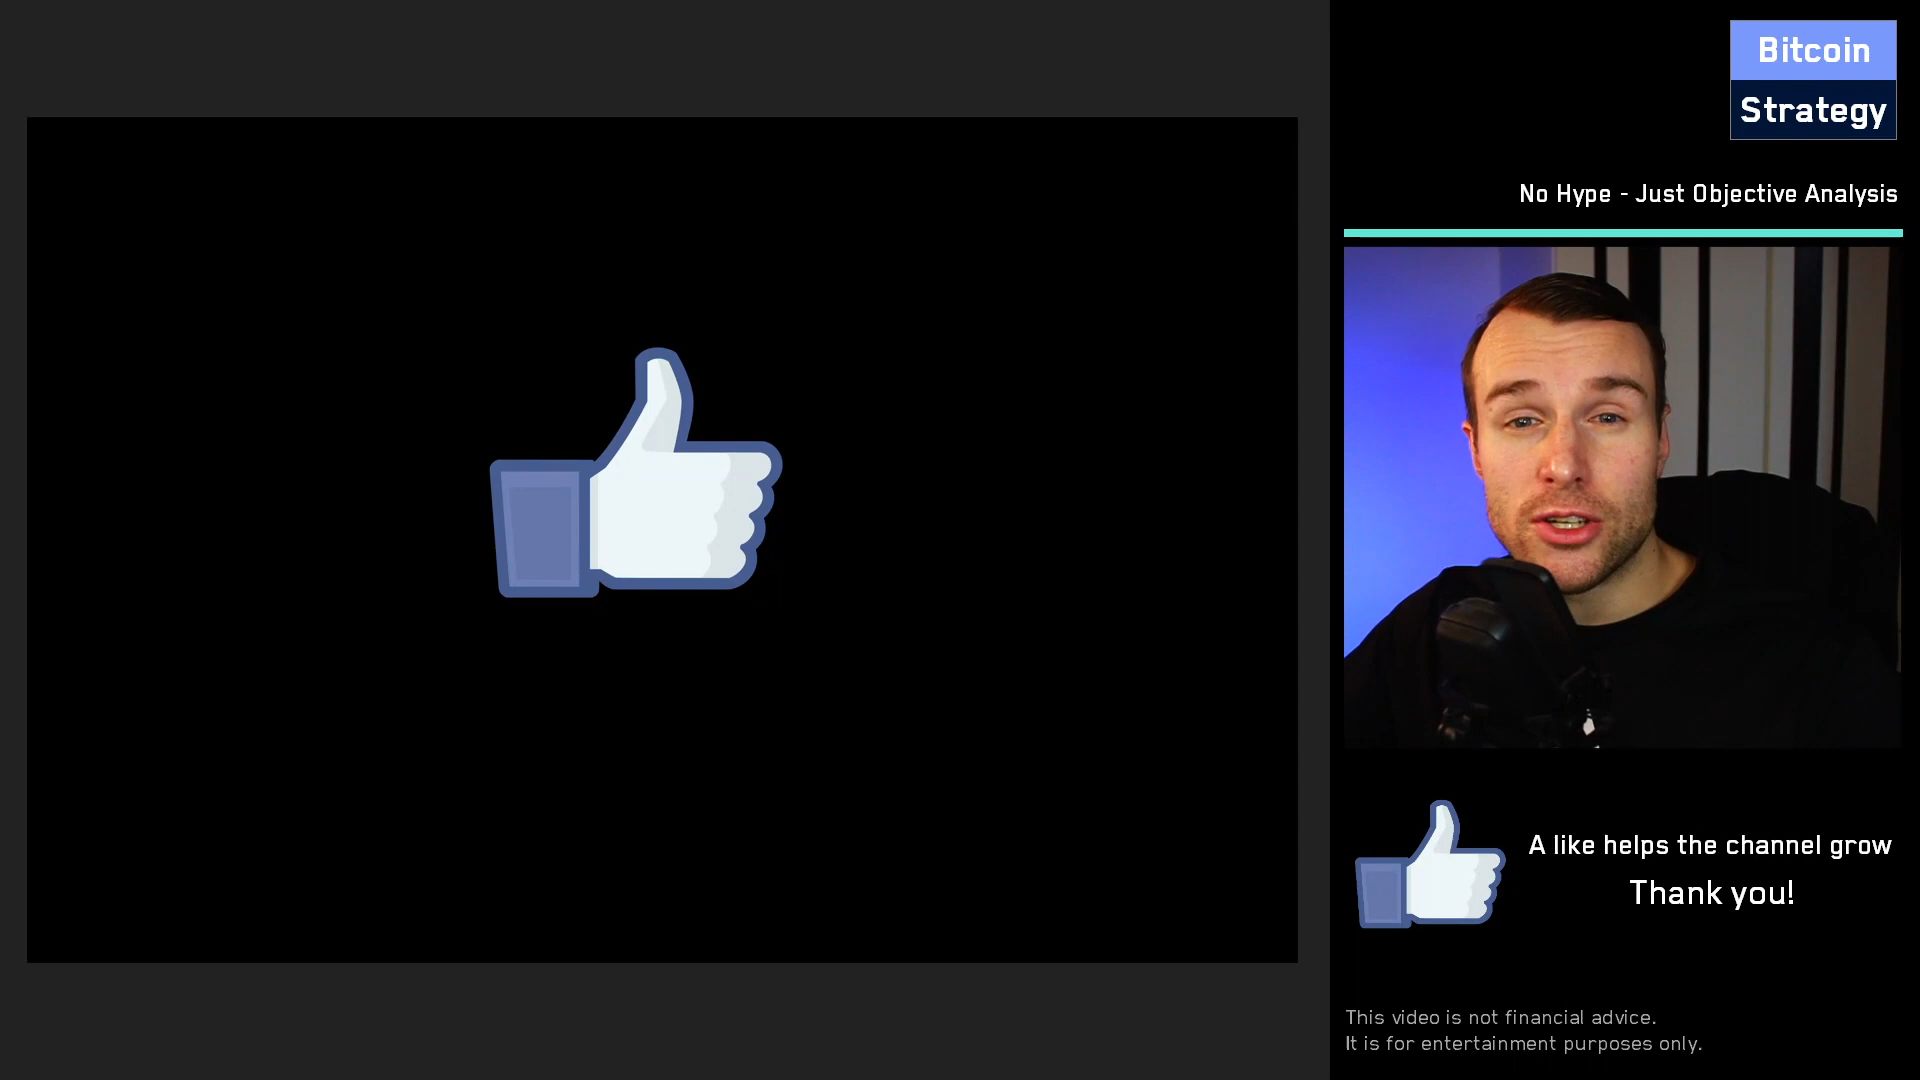 Bitcoin
Strategy
No Hype - Just Objective Analysis
A like helps the channel grow
Thank you!
This video is not financial advice.
It is for entertainment purposes only.